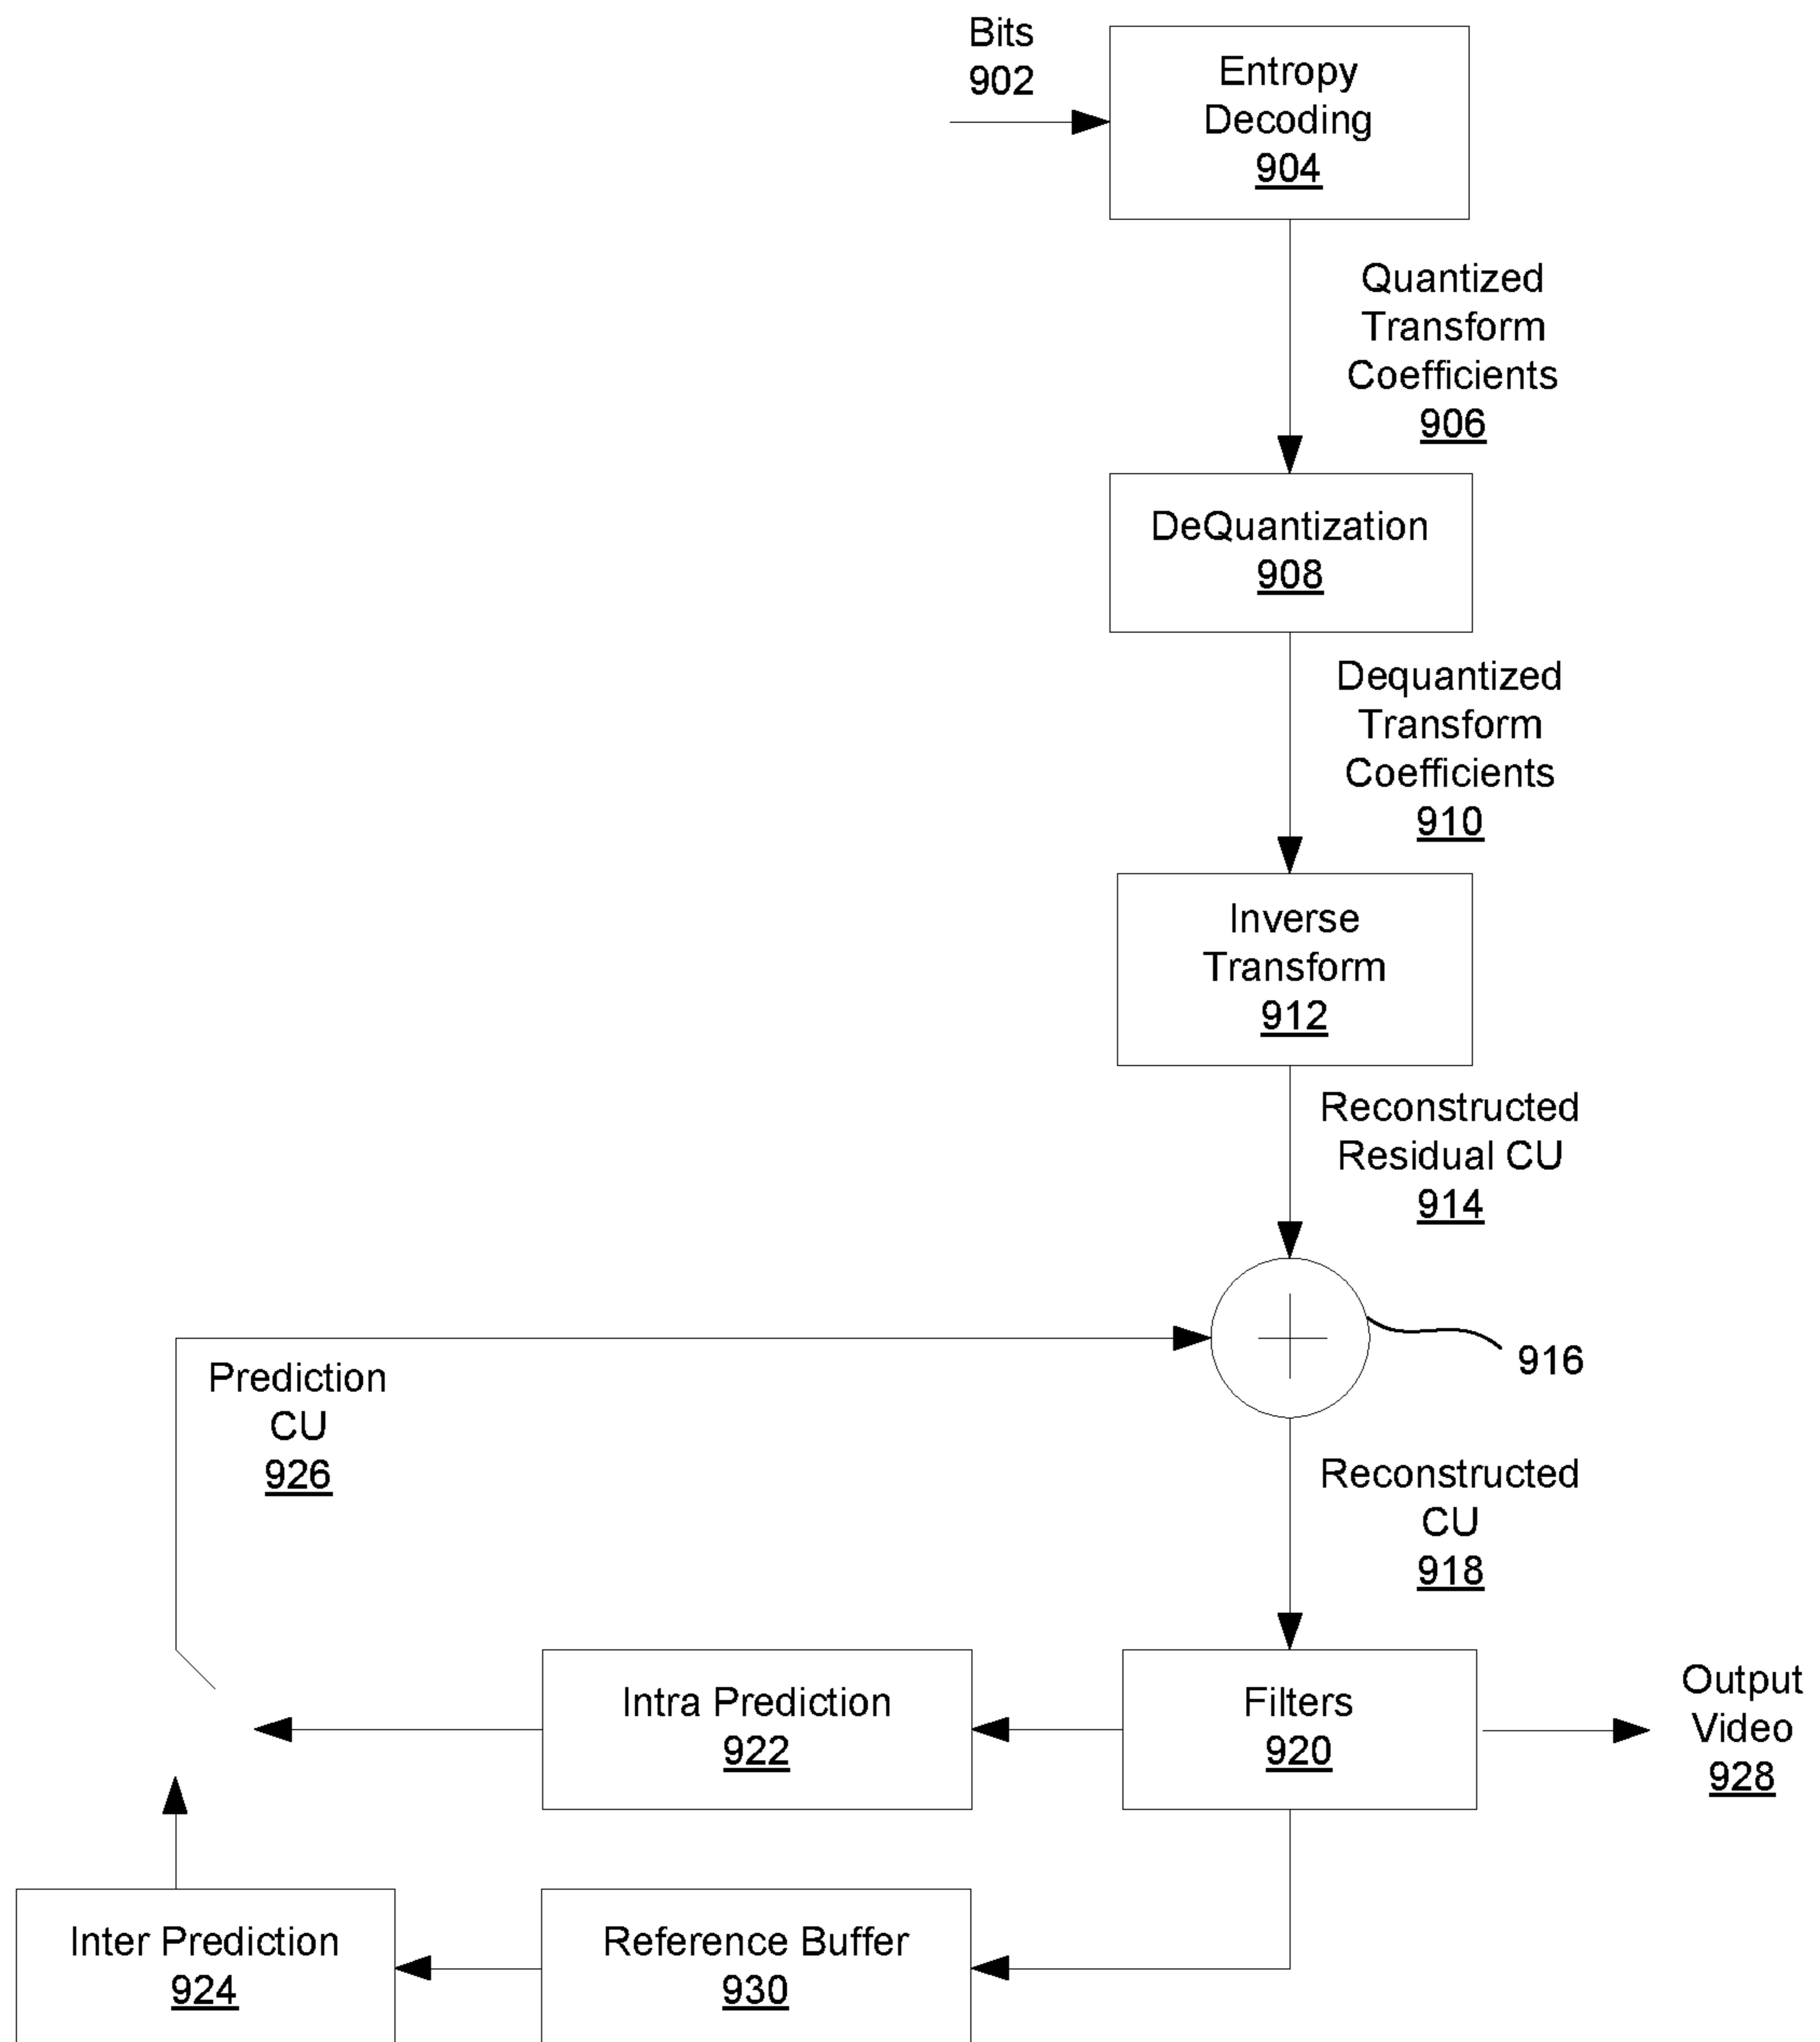 Bits
902
Entropy
Decoding
904
Quantized
Transform
Coefficients
906
DeQuantization
908
Dequantized
Transform
Coefficients
910
Inverse
Transform
912
Reconstructed
Residual CU
914
916
Prediction
CU
926
Reconstructed
CU
918
Intra Prediction
922
Filters
920
Output
Video
928
Inter Prediction
924
Reference Buffer
930